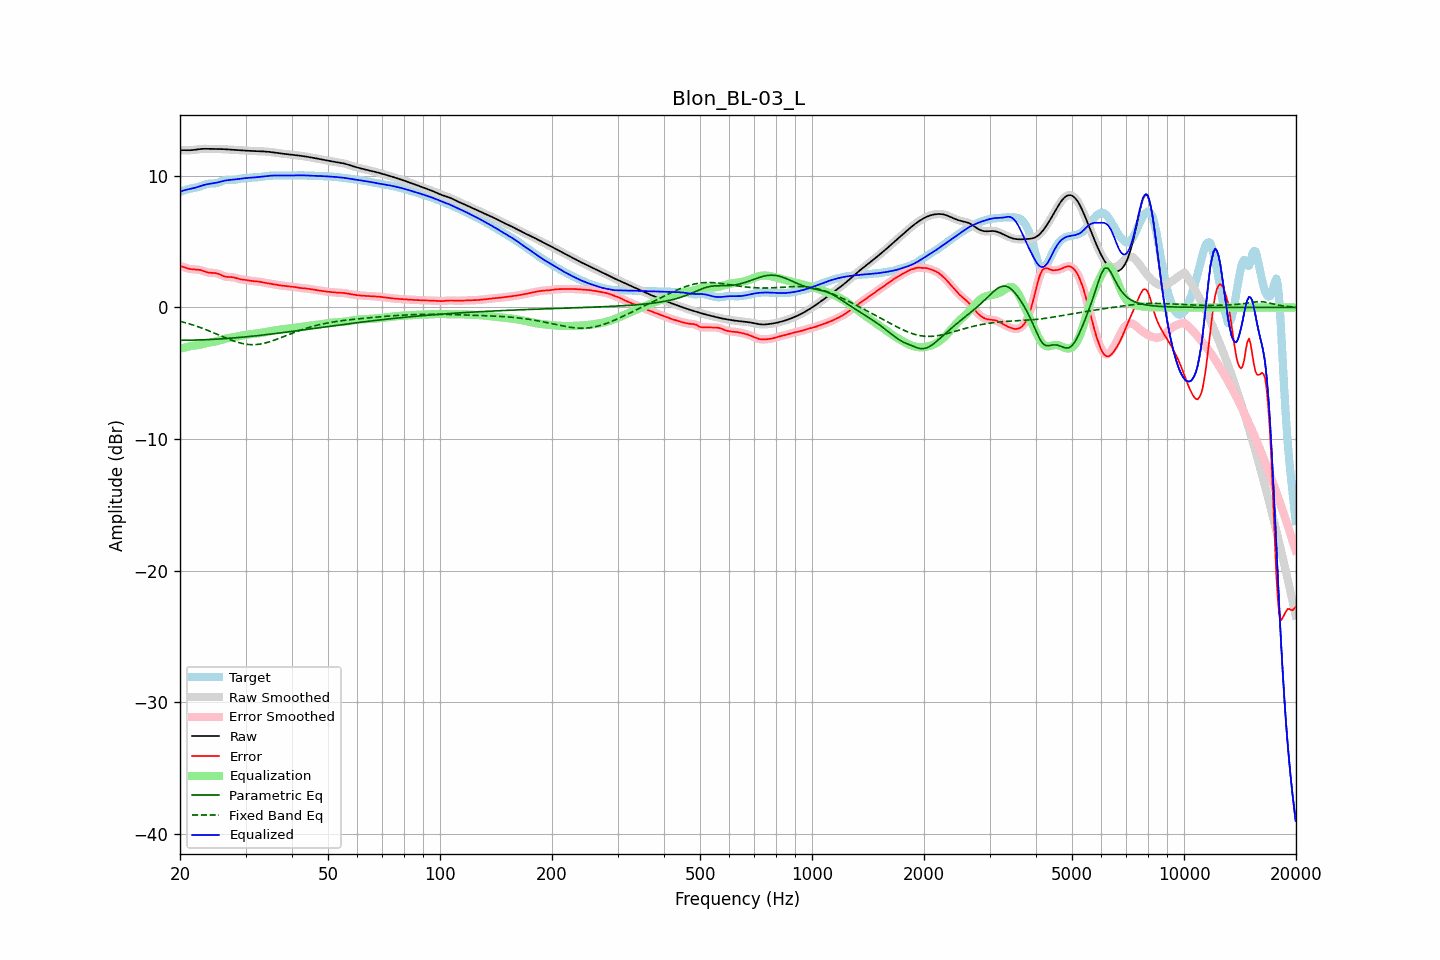 Blon_BL-03_L
Amplitude (dBr)
10
0
−10
−20
−30
−40
Target
Raw Smoothed
Error Smoothed
Raw
Error
Equalization
Parametric Eq
Fixed Band Eq
Equalized
20 50 100 200 500 1000 2000 5000 10000 20000
Frequency (Hz)